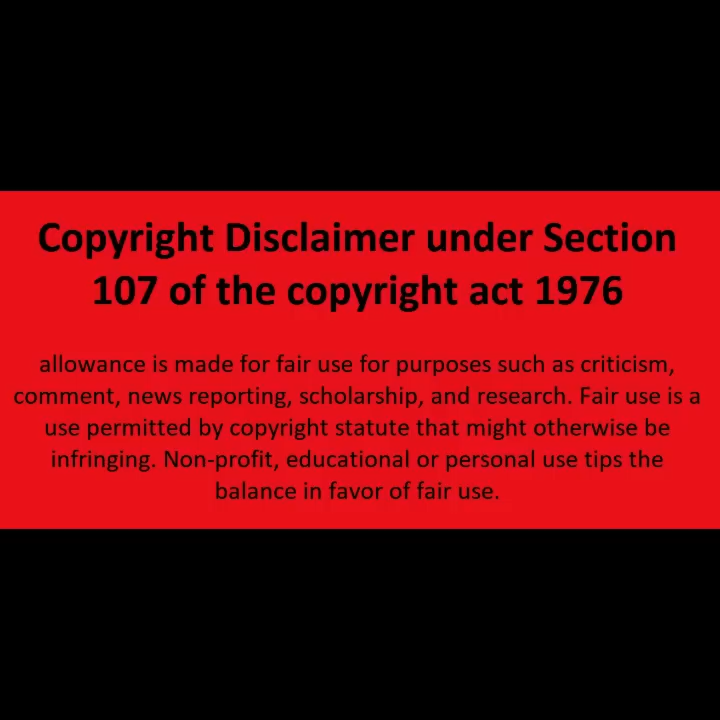 Copyright Disclaimer under Section
107 of the copyright act 1976
allowance is made for fair use for purposes such as criticism,
comment, news reporting, scholarship, and research. Fair use is a
use permitted by copyright statute that might otherwise be
infringing. Non-profit, educational or personal use tips the
balance in favor of fair use.